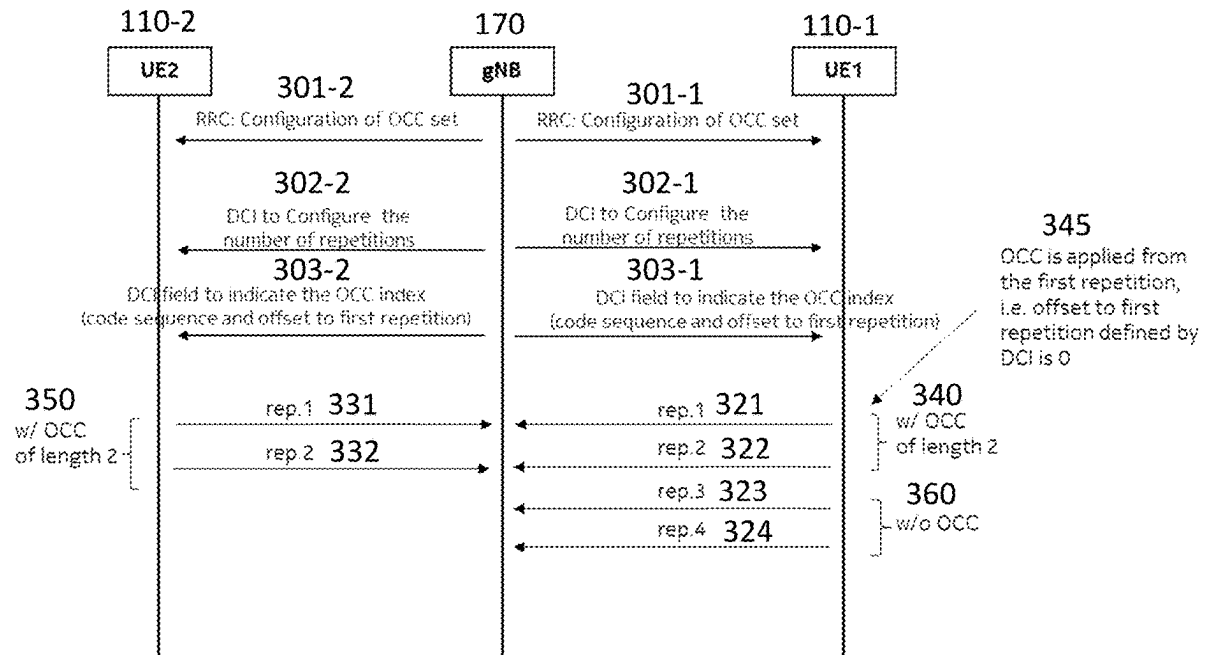 110-2 170 110-1
UE2 gNB UE1
301-2 301-1
RRC: Configuration of OCC set RRC: Configuration of OCC set
302-2 302-1
DCI to Configure the DCI to Configure the
number of repetitions number of repetitions
345
OCC is applied from
the first repetition,
i.e. offset to first
repetition defined by
DCI is 0
303-2 303-1
DCI field to indicate the OCC index DCI field to indicate the OCC index
(code sequence and offset to first repetition) (code sequence and offset to first repetition)
350
w/ OCC
of length 2
rep.1 331 rep.1 321
rep.2 332 rep.2 322
340
w/ OCC
of length 2
rep.3 323
rep.4 324
360
w/o OCC